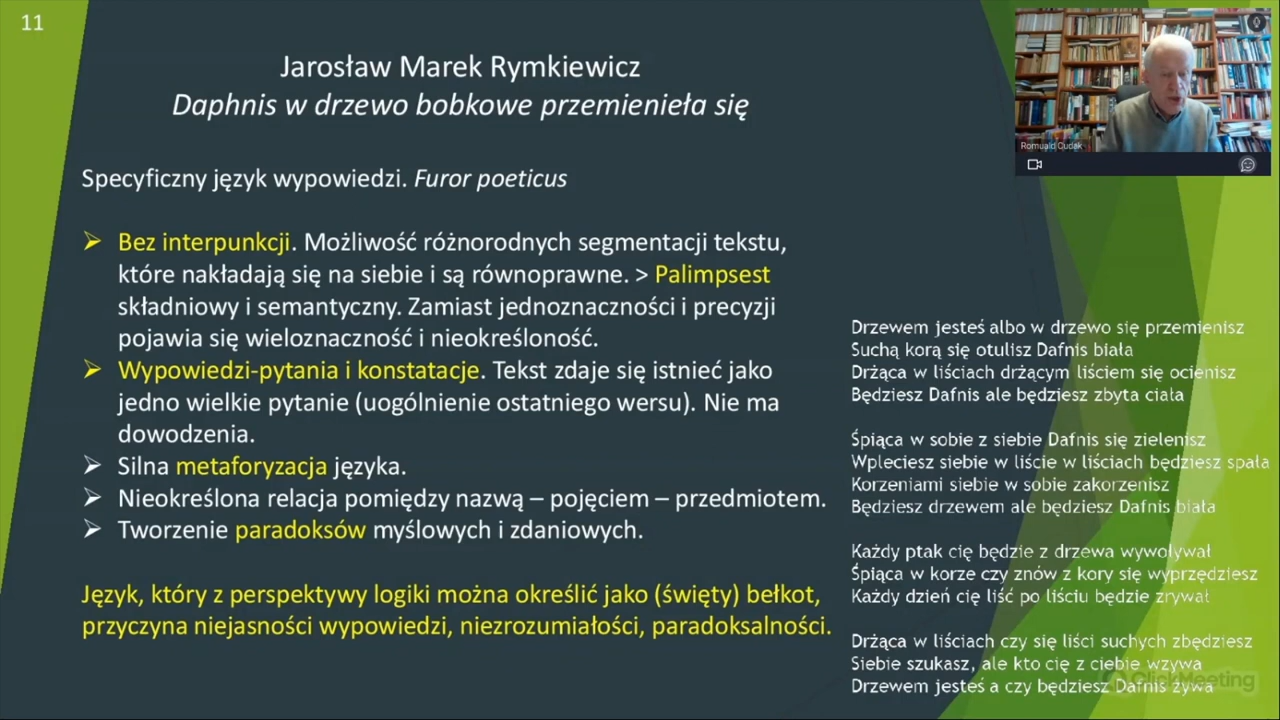 11
Jarosław Marek Rymkiewicz
Daphnis w drzewo bobkowe przemienieła się
Specyficzny język wypowiedzi. Furor poeticus
➢ Bez interpunkcji. Możliwość różnorodnych segmentacji tekstu,
które nakładają się na siebie i są równoprawne. > Palimpsest
składniowy i semantyczny. Zamiast jednoznaczności i precyzji
pojawia się wieloznaczność i nieokreśloność.
➢ Wypowiedzi-pytania i konstatacje. Tekst zdaje się istnieć jako
jedno wielkie pytanie (uogólnienie ostatniego wersu). Nie ma
dowodzenia.
➢ Silna metaforyzacja języka.
➢ Nieokreślona relacja pomiędzy nazwą – pojęciem – przedmiotem.
➢ Tworzenie paradoksów myślowych i zdaniowych.
Język, który z perspektywy logiki można określić jako (święty) bełkot,
przyczyna niejasności wypowiedzi, niezrozumiałości, paradoksalności.
Romuald Cudak
Drzewem jesteś albo w drzewo się przemienisz
Suchą korą się otulisz Dafnis biała
Drżąca w liściach drżącym liściem się ocienisz
Będziesz Dafnis ale będziesz zbyta ciała
Śpiąca w sobie z siebie Dafnis się zielenisz
Wpleciesz siebie w liście w liściach będziesz spała
Korzeniami siebie w sobie zakorzenisz
Będziesz drzewem ale będziesz Dafnis biała
Każdy ptak cię będzie z drzewa wywoływał
Śpiąca w korze czy znów z kory się wyprzędziesz
Każdy dzień cię liść po liściu będzie zrywał
Drżąca w liściach czy się liści suchych zbędziesz
Siebie szukasz, ale kto cię z ciebie wzywa
Drzewem jesteś a czy będziesz Dafnis żywa
ClickMeeting